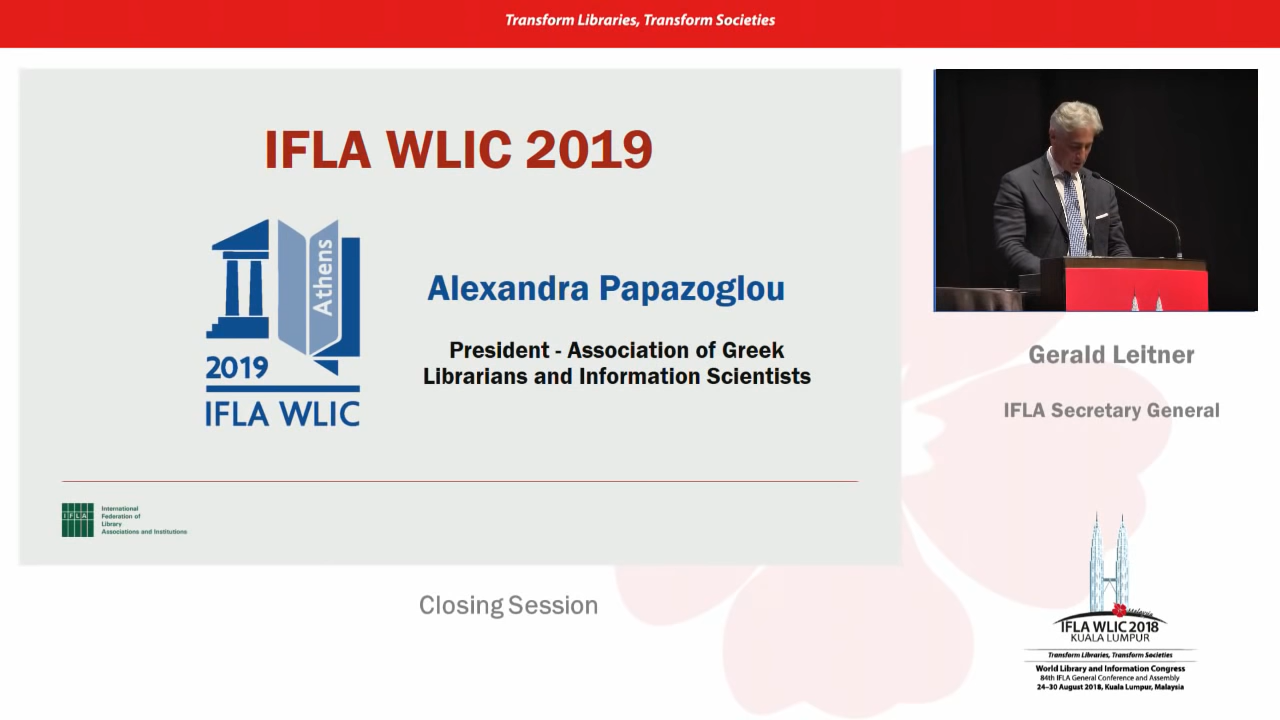 Transform Libraries, Transform Societies
IFLA WLIC 2019
Athens
2019
IFLA WLIC
Alexandra Papazoglou
President - Association of Greek
Librarians and Information Scientists
IFLA
International
Federation of
Library
Associations and Institutions
Gerald Leitner
IFLA Secretary General
Closing Session
Malaysia
IFLA WLIC 2018
KUALA LUMPUR
Transform Libraries, Transform Societies
World Library and Information Congress
84th IFLA General Conference and Assembly
24–30 August 2018, Kuala Lumpur, Malaysia